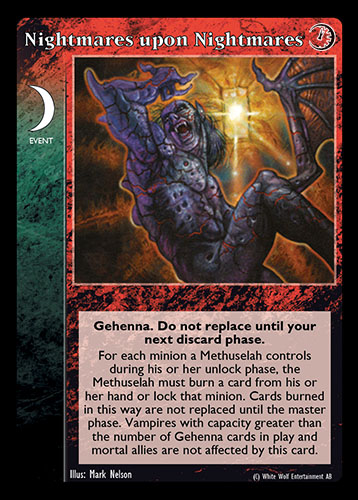 Nightmares upon Nightmares
EVENT
Gehenna. Do not replace until your
next discard phase.
For each minion a Methuselah controls
during his or her unlock phase, the
Methuselah must burn a card from his or
her hand or lock that minion. Cards burned
in this way are not replaced until the master
phase. Vampires with capacity greater than
the number of Gehenna cards in play and
mortal allies are not affected by this card.
Illus: Mark Nelson
(C) White Wolf Entertainment AB